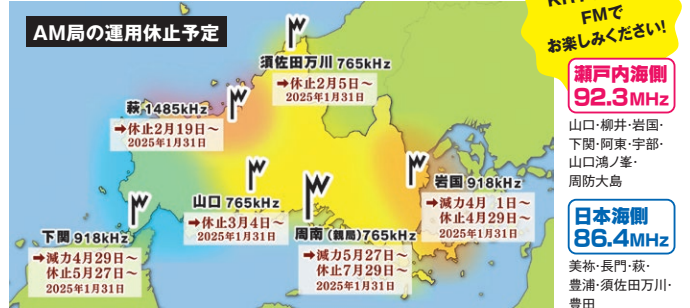 AM局の運用休止予定
須佐田万川 765kHz
➡休止2月5日〜
2025年1月31日
萩 1485kHz
➡休止2月19日〜
2025年1月31日
山口 765kHz
➡休止3月4日〜
2025年1月31日
岩国 918kHz
➡減力4月 1日〜
休止4月29日〜
2025年1月31日
周南(親局)765kHz
➡減力5月27日〜
休止7月29日〜
2025年1月31日
下関 918kHz
➡減力4月29日〜
休止5月27日〜
2025年1月31日
FMで
お楽しみください!
瀬戸内海側
92.3MHz
山口・柳井・岩国・
下関・阿東・宇部・
山口鴻ノ峯・
周防大島
日本海側
86.4MHz
美祢・長門・萩・
豊浦・須佐田万川・
豊田